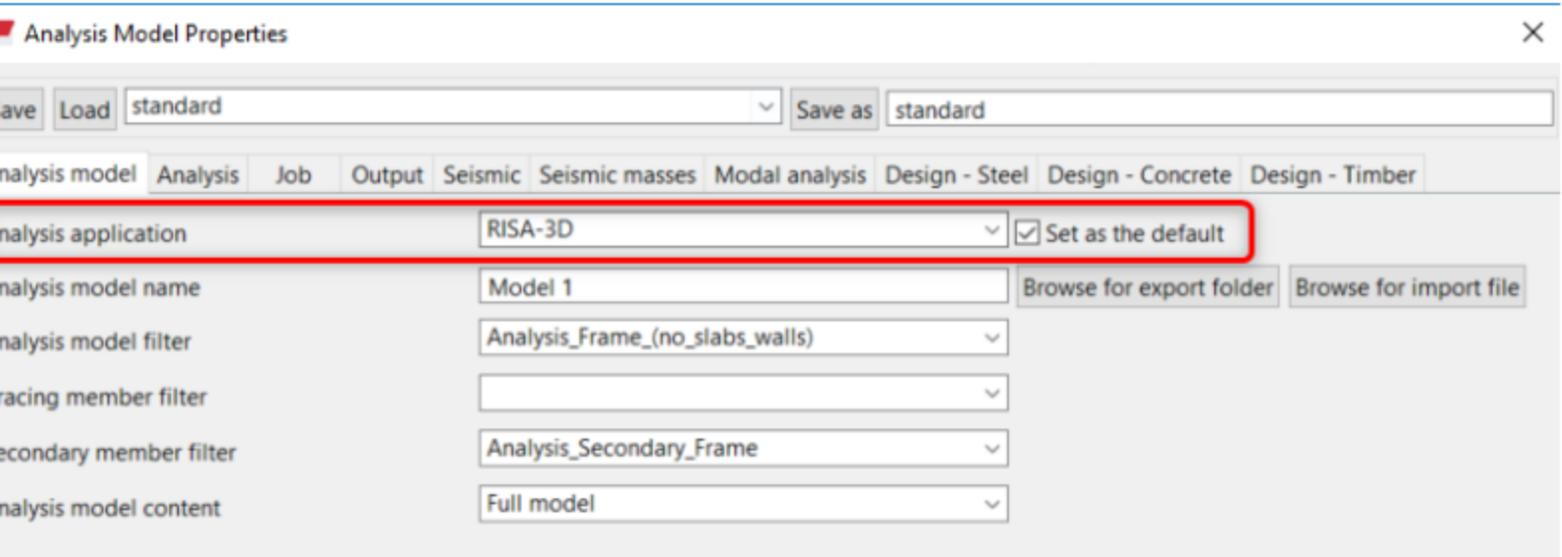 Analysis Model Properties
ave Load standard Save as standard
nalysis model Analysis Job Output Seismic Seismic masses Modal analysis Design - Steel Design - Concrete Design - Timber
nalysis application RISA-3D Set as the default
nalysis model name Model 1 Browse for export folder Browse for import file
nalysis model filter Analysis_Frame_(no_slabs_walls)
racing member filter
econdary member filter Analysis_Secondary_Frame
nalysis model content Full model